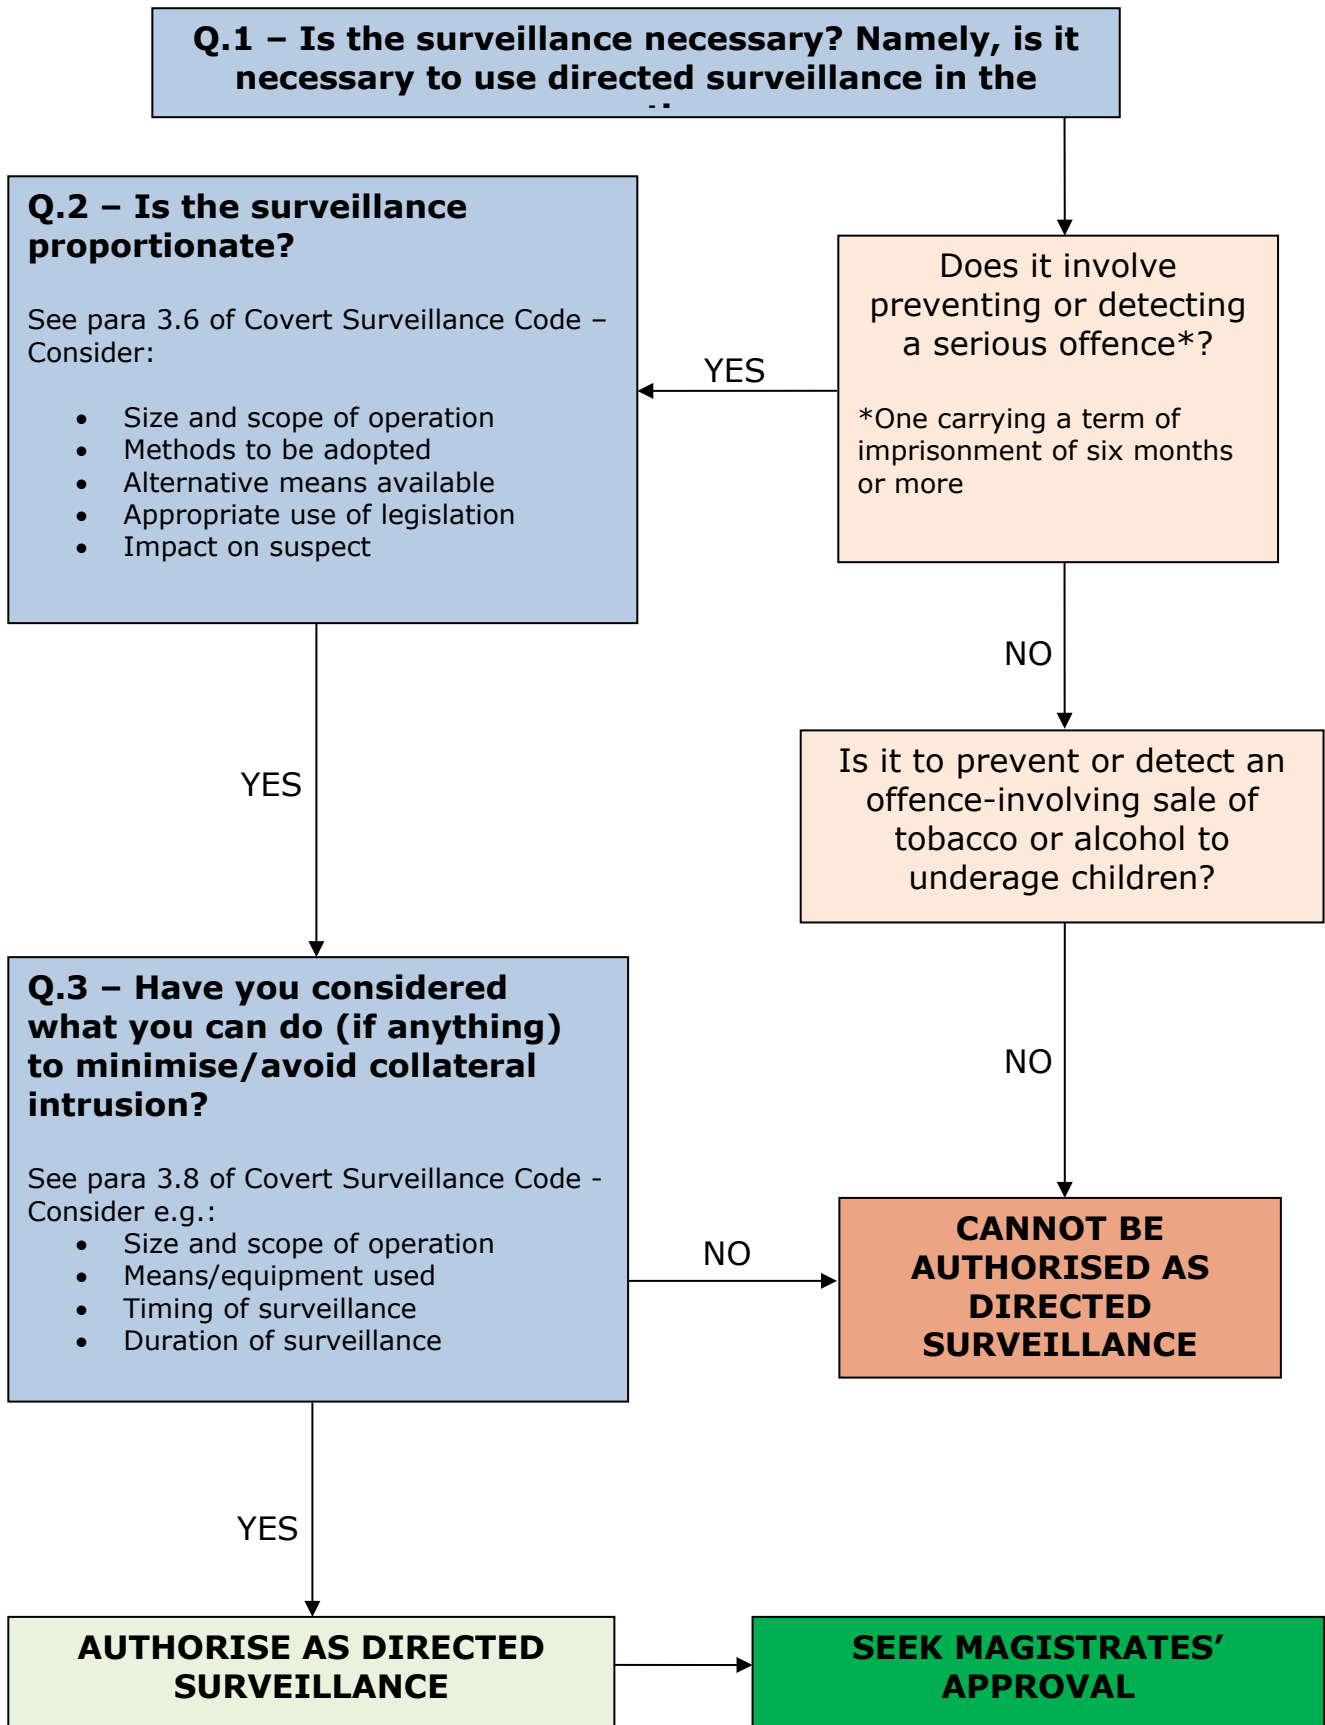 Q.1 – Is the surveillance necessary? Namely, is it
necessary to use directed surveillance in the
Q.2 – Is the surveillance
proportionate?
See para 3.6 of Covert Surveillance Code –
Consider:
• Size and scope of operation
• Methods to be adopted
• Alternative means available
• Appropriate use of legislation
• Impact on suspect
Does it involve
preventing or detecting
a serious offence*?
*One carrying a term of
imprisonment of six months
or more
YES
NO
YES
Is it to prevent or detect an
offence-involving sale of
tobacco or alcohol to
underage children?
Q.3 – Have you considered
what you can do (if anything)
to minimise/avoid collateral
intrusion?
See para 3.8 of Covert Surveillance Code -
Consider e.g.:
• Size and scope of operation
• Means/equipment used
• Timing of surveillance
• Duration of surveillance
NO
NO
CANNOT BE
AUTHORISED AS
DIRECTED
SURVEILLANCE
YES
AUTHORISE AS DIRECTED
SURVEILLANCE
SEEK MAGISTRATES’
APPROVAL